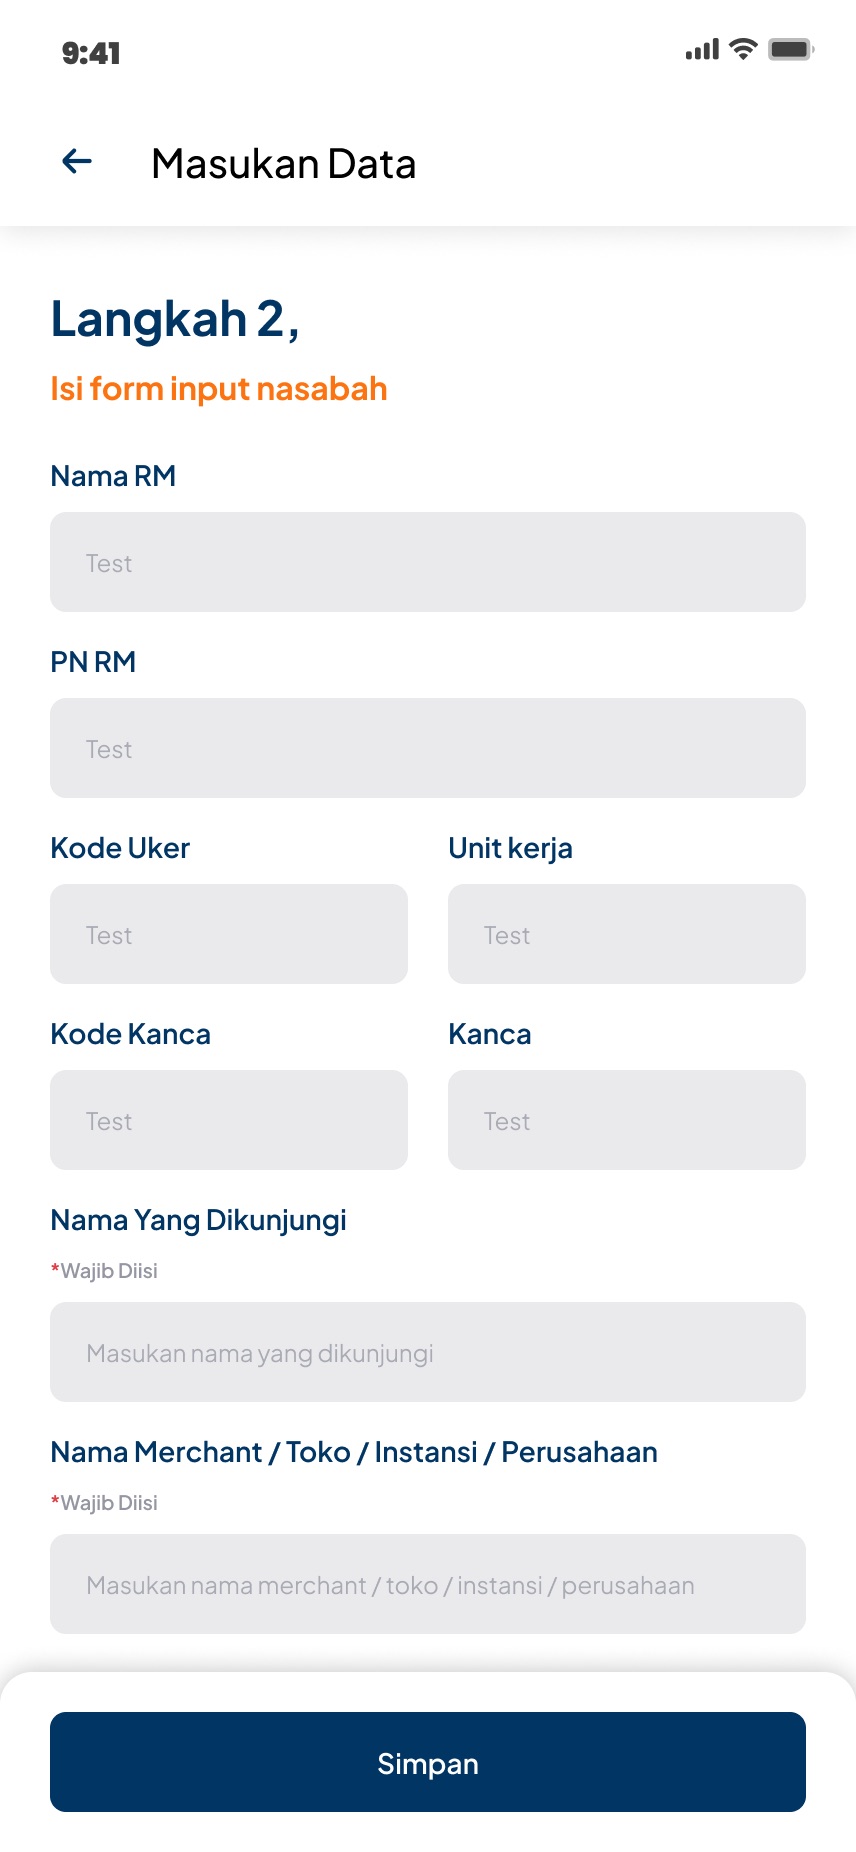 9:41
Masukan Data
Langkah 2,
Isi form input nasabah
Nama RM
Test
PN RM
Test
Kode Uker
Unit kerja
Test
Test
Kode Kanca
Kanca
Test
Test
Nama Yang Dikunjungi
*Wajib Diisi
Masukan nama yang dikunjungi
Nama Merchant / Toko / Instansi / Perusahaan
*Wajib Diisi
Masukan nama merchant / toko / instansi / perusahaan
Simpan